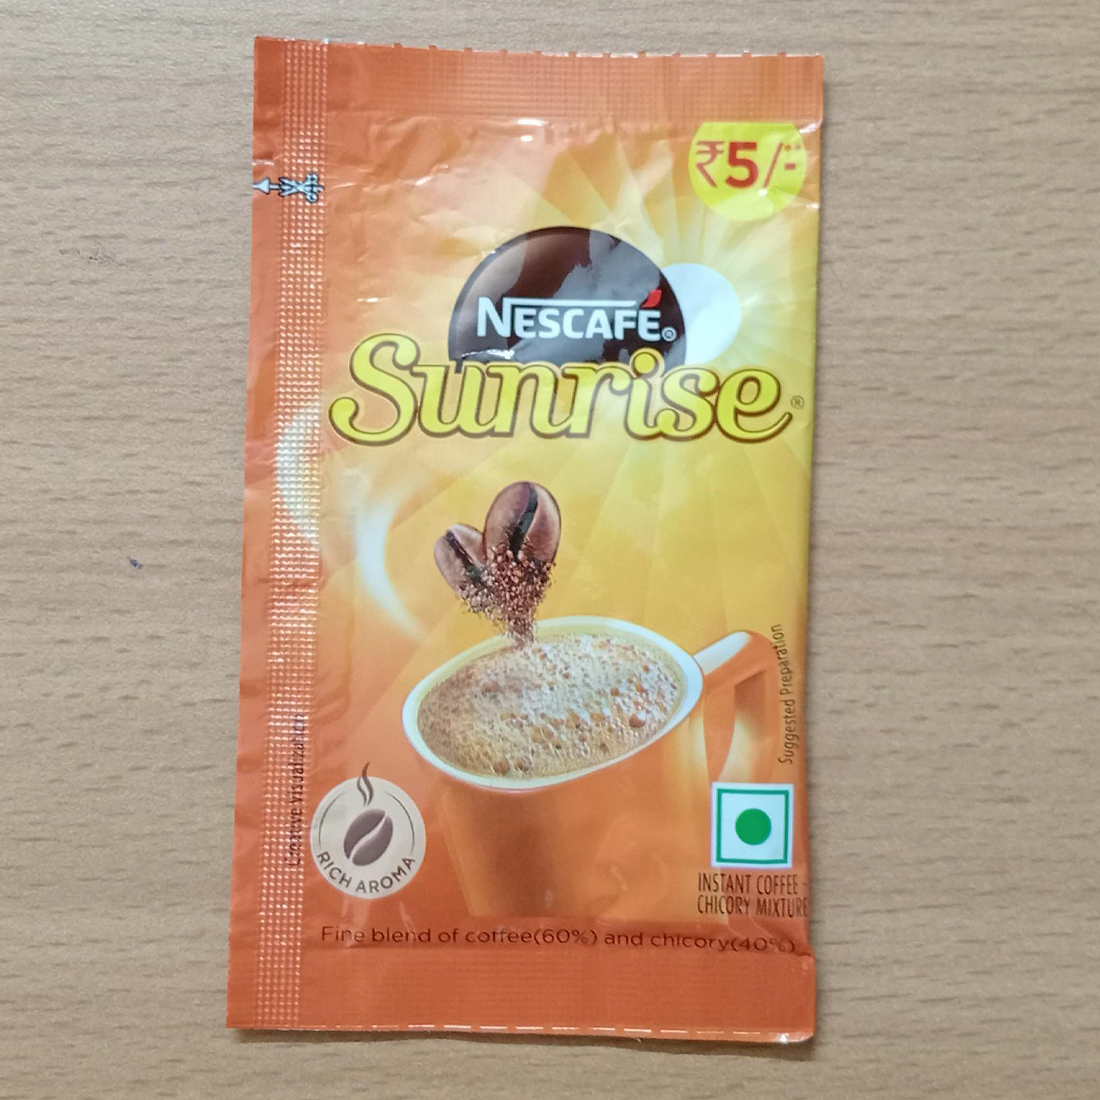 ₹5/-**
NESCAFÉ®
Sunrise®
Suggested Preparation
Creative Visualization
RICH AROMA
INSTANT COFFEE -
CHICORY MIXTURE
Fine blend of coffee(60%) and chicory(40%)